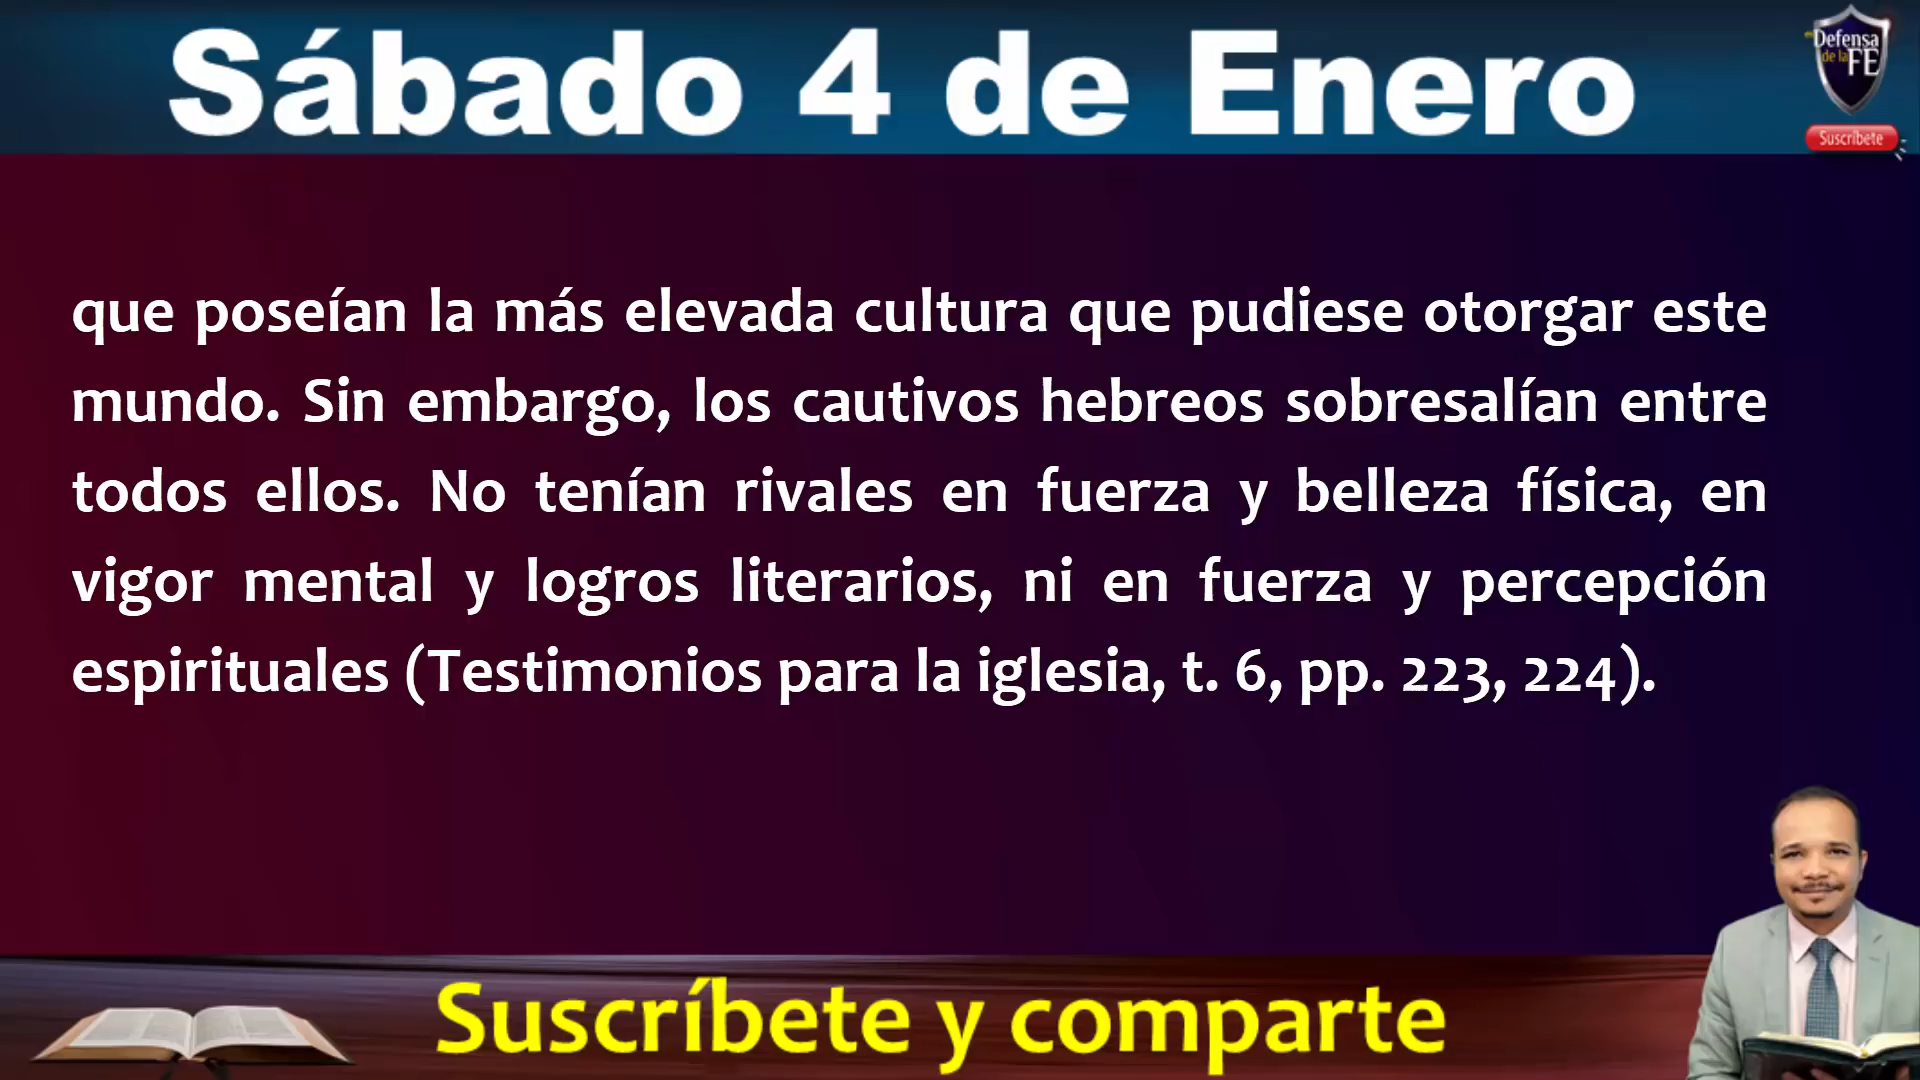 Sábado 4 de Enero
Defensa
de la FE
Suscríbete
que poseían la más elevada cultura que pudiese otorgar este
mundo. Sin embargo, los cautivos hebreos sobresalían entre
todos ellos. No tenían rivales en fuerza y belleza física, en
vigor mental y logros literarios, ni en fuerza y percepción
espirituales (Testimonios para la iglesia, t. 6, pp. 223, 224).
Suscríbete y comparte